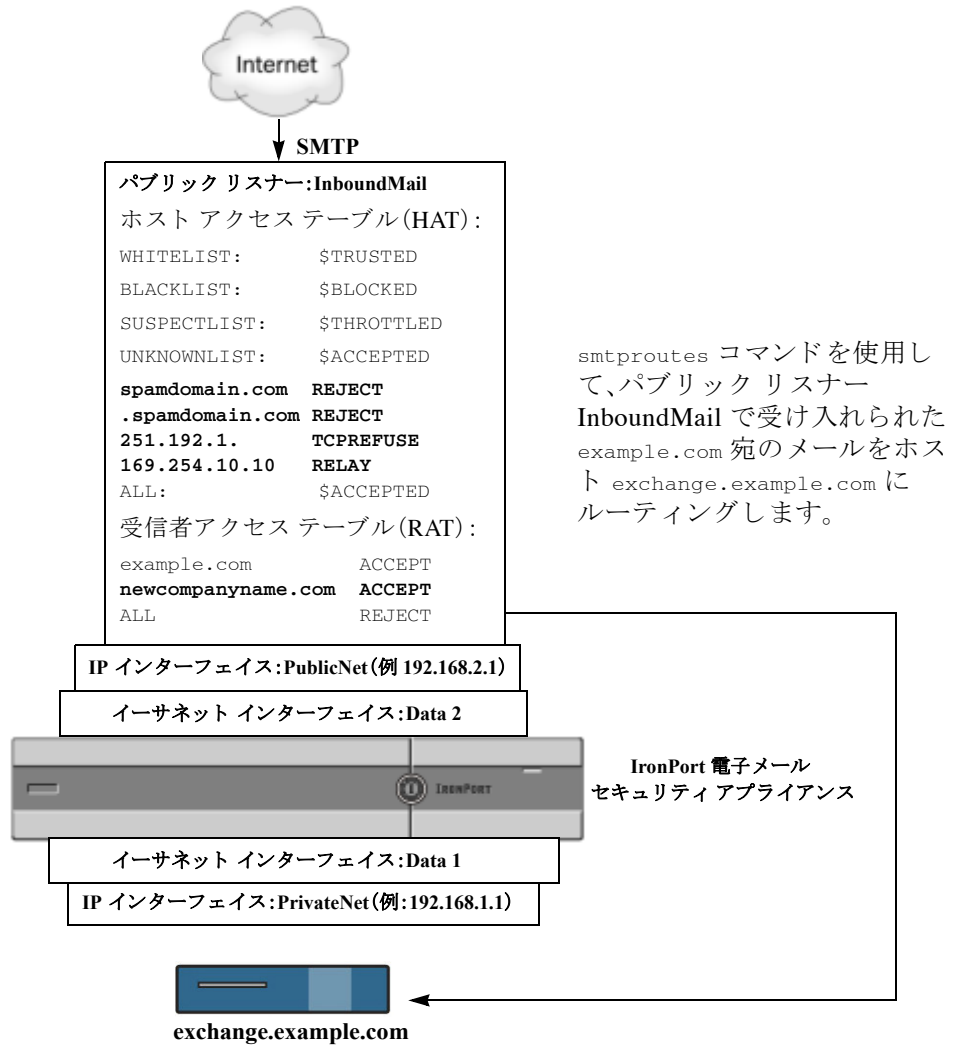 Internet
SMTP
パブリック リスナー:InboundMail
ホスト アクセス テーブル(HAT):
WHITELIST: $TRUSTED
BLACKLIST: $BLOCKED
SUSPECTLIST: $THROTTLED
UNKNOWNLIST: $ACCEPTED
spamdomain.com REJECT
.spamdomain.com REJECT
251.192.1. TCPREFUSE
169.254.10.10 RELAY
ALL: $ACCEPTED
受信者アクセス テーブル(RAT):
example.com ACCEPT
newcompanyname.com ACCEPT
ALL REJECT
smtproutes コマンドを使用し
て、パブリック リスナー
InboundMail で受け入れられた
example.com 宛のメールをホス
ト exchange.example.com に
ルーティングします。
IP インターフェイス:PublicNet(例 192.168.2.1)
イーサネット インターフェイス:Data 2
IRONPORT
IronPort 電子メール
セキュリティ アプライアンス
イーサネット インターフェイス:Data 1
IP インターフェイス:PrivateNet(例:192.168.1.1)
exchange.example.com